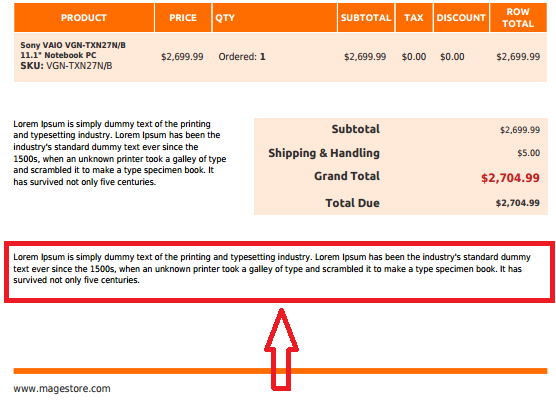 PRODUCT PRICE QTY SUBTOTAL TAX DISCOUNT ROW TOTAL
Sony VAIO VGN-TXN27N/B
11.1" Notebook PC
SKU: VGN-TXN27N/B
$2,699.99 Ordered: 1 $2,699.99 $0.00 $0.00 $2,699.99
Lorem Ipsum is simply dummy text of the printing
and typesetting industry. Lorem Ipsum has been the
industry's standard dummy text ever since the
1500s, when an unknown printer took a galley of type
and scrambled it to make a type specimen book. It
has survived not only five centuries.
Subtotal $2,699.99
Shipping & Handling $5.00
Grand Total $2,704.99
Total Due $2,704.99
Lorem Ipsum is simply dummy text of the printing and typesetting industry. Lorem Ipsum has been the industry's standard dummy
text ever since the 1500s, when an unknown printer took a galley of type and scrambled it to make a type specimen book. It has
survived not only five centuries.
www.magestore.com